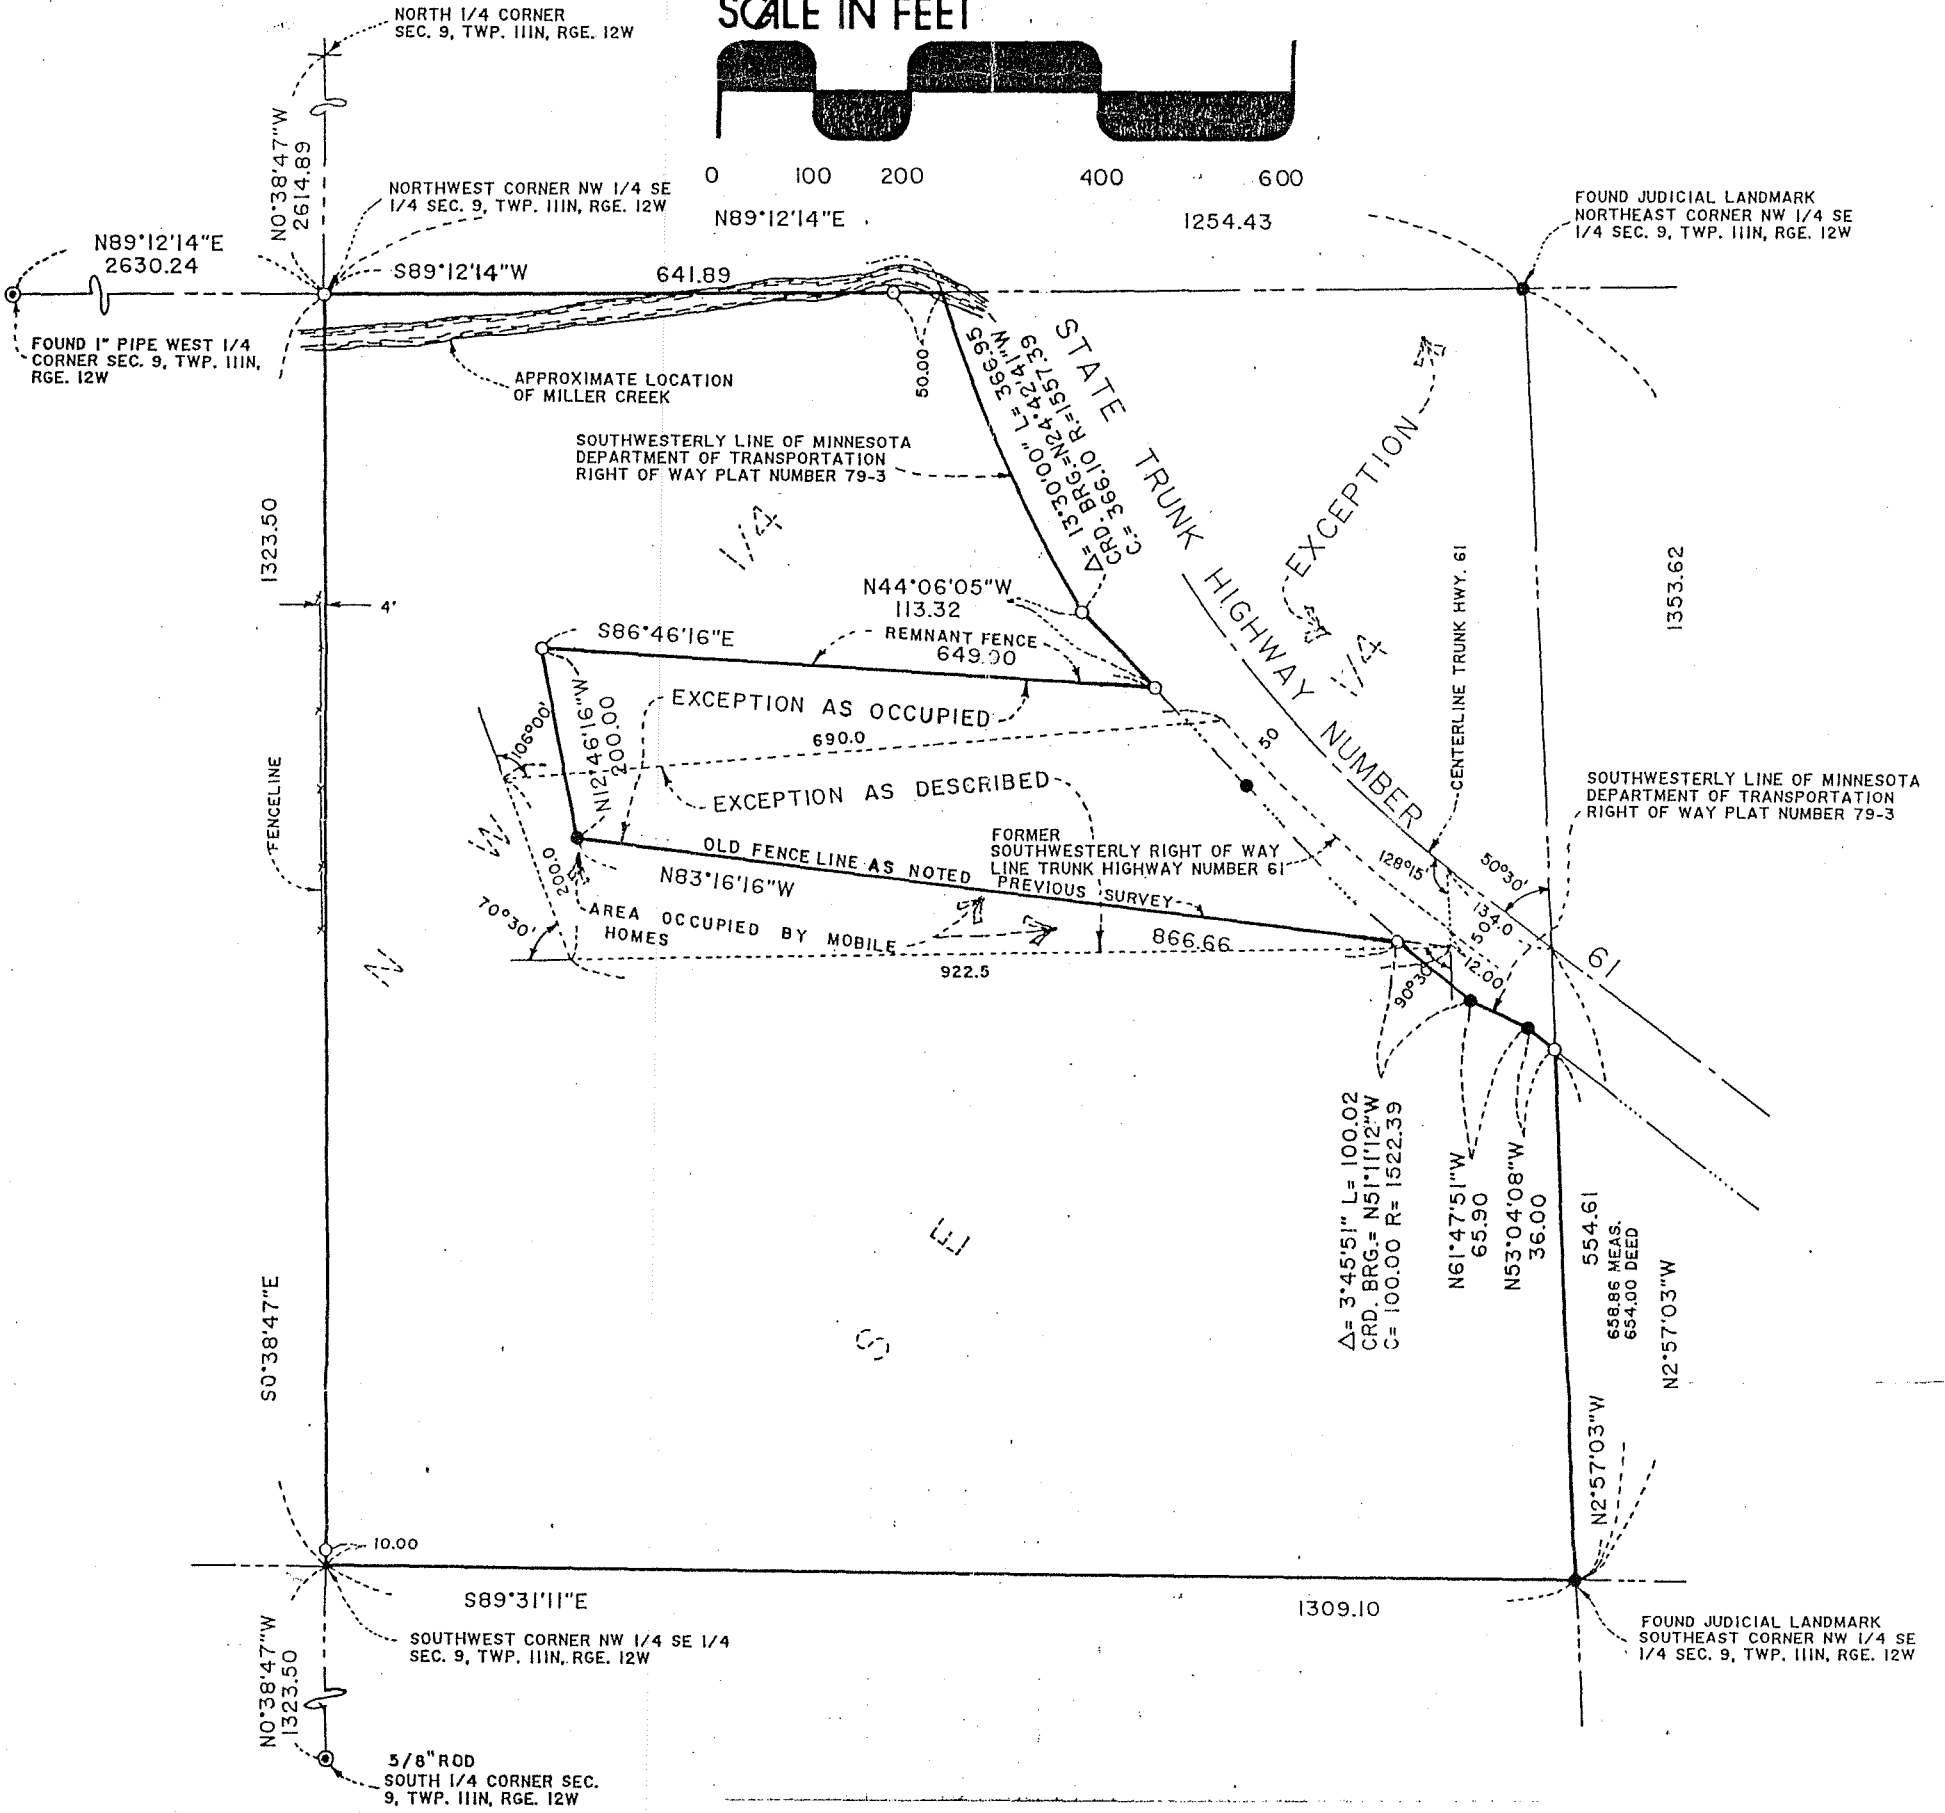 SCALE IN FEET
0 100 200 400 600
NORTH 1/4 CORNER
SEC. 9, TWP. 111N, RGE. 12W
N0°38'47"W
2614.89
NORTHWEST CORNER NW 1/4 SE
1/4 SEC. 9, TWP. 111N, RGE. 12W
N89°12'14"E
1254.43
FOUND JUDICIAL LANDMARK
NORTHEAST CORNER NW 1/4 SE
1/4 SEC. 9, TWP. 111N, RGE. 12W
N89°12'14"E
2630.24
S89°12'14"W
641.89
FOUND 1" PIPE WEST 1/4
CORNER SEC. 9, TWP. 111N,
RGE. 12W
APPROXIMATE LOCATION
OF MILLER CREEK
50.00
Δ= 13°30'00" L= 366.95
CRD. BRG.=N24°42'41"W
C.= 366.10 R.=1557.39
STATE TRUNK HIGHWAY NUMBER 61
EXCEPTION
SOUTHWESTERLY LINE OF MINNESOTA
DEPARTMENT OF TRANSPORTATION
RIGHT OF WAY PLAT NUMBER 79-3
1/4
1323.50
4'
N44°06'05"W
113.32
CENTERLINE TRUNK HWY. 61
1353.62
S86°46'16"E
REMNANT FENCE
649.00
1/4
EXCEPTION AS OCCUPIED
690.0
N12°46'16"W
200.00
106°00'
50
EXCEPTION AS DESCRIBED
FENCELINE
SOUTHWESTERLY LINE OF MINNESOTA
DEPARTMENT OF TRANSPORTATION
RIGHT OF WAY PLAT NUMBER 79-3
FORMER
SOUTHWESTERLY RIGHT OF WAY
LINE TRUNK HIGHWAY NUMBER 61
OLD FENCE LINE AS NOTED PREVIOUS SURVEY
N83°16'16"W
128°15'
50°30'
W
200.0
70°30'
134.0
50
AREA OCCUPIED BY MOBILE
HOMES
866.66
922.5
12.00
90°30'
N
Δ= 3°45'51" L= 100.02
CRD. BRG.= N51°11'12"W
C= 100.00 R= 1522.39
N61°47'51"W
65.90
N53°04'08"W
36.00
554.61
658.86 MEAS.
654.00 DEED
N2°57'03"W
E
S
S0°38'47"E
N2°57'03"W
10.00
S89°31'11"E
1309.10
SOUTHWEST CORNER NW 1/4 SE 1/4
SEC. 9, TWP. 111N, RGE. 12W
FOUND JUDICIAL LANDMARK
SOUTHEAST CORNER NW 1/4 SE
1/4 SEC. 9, TWP. 111N, RGE. 12W
N0°38'47"W
1323.50
5/8" ROD
SOUTH 1/4 CORNER SEC.
9, TWP. 111N, RGE. 12W